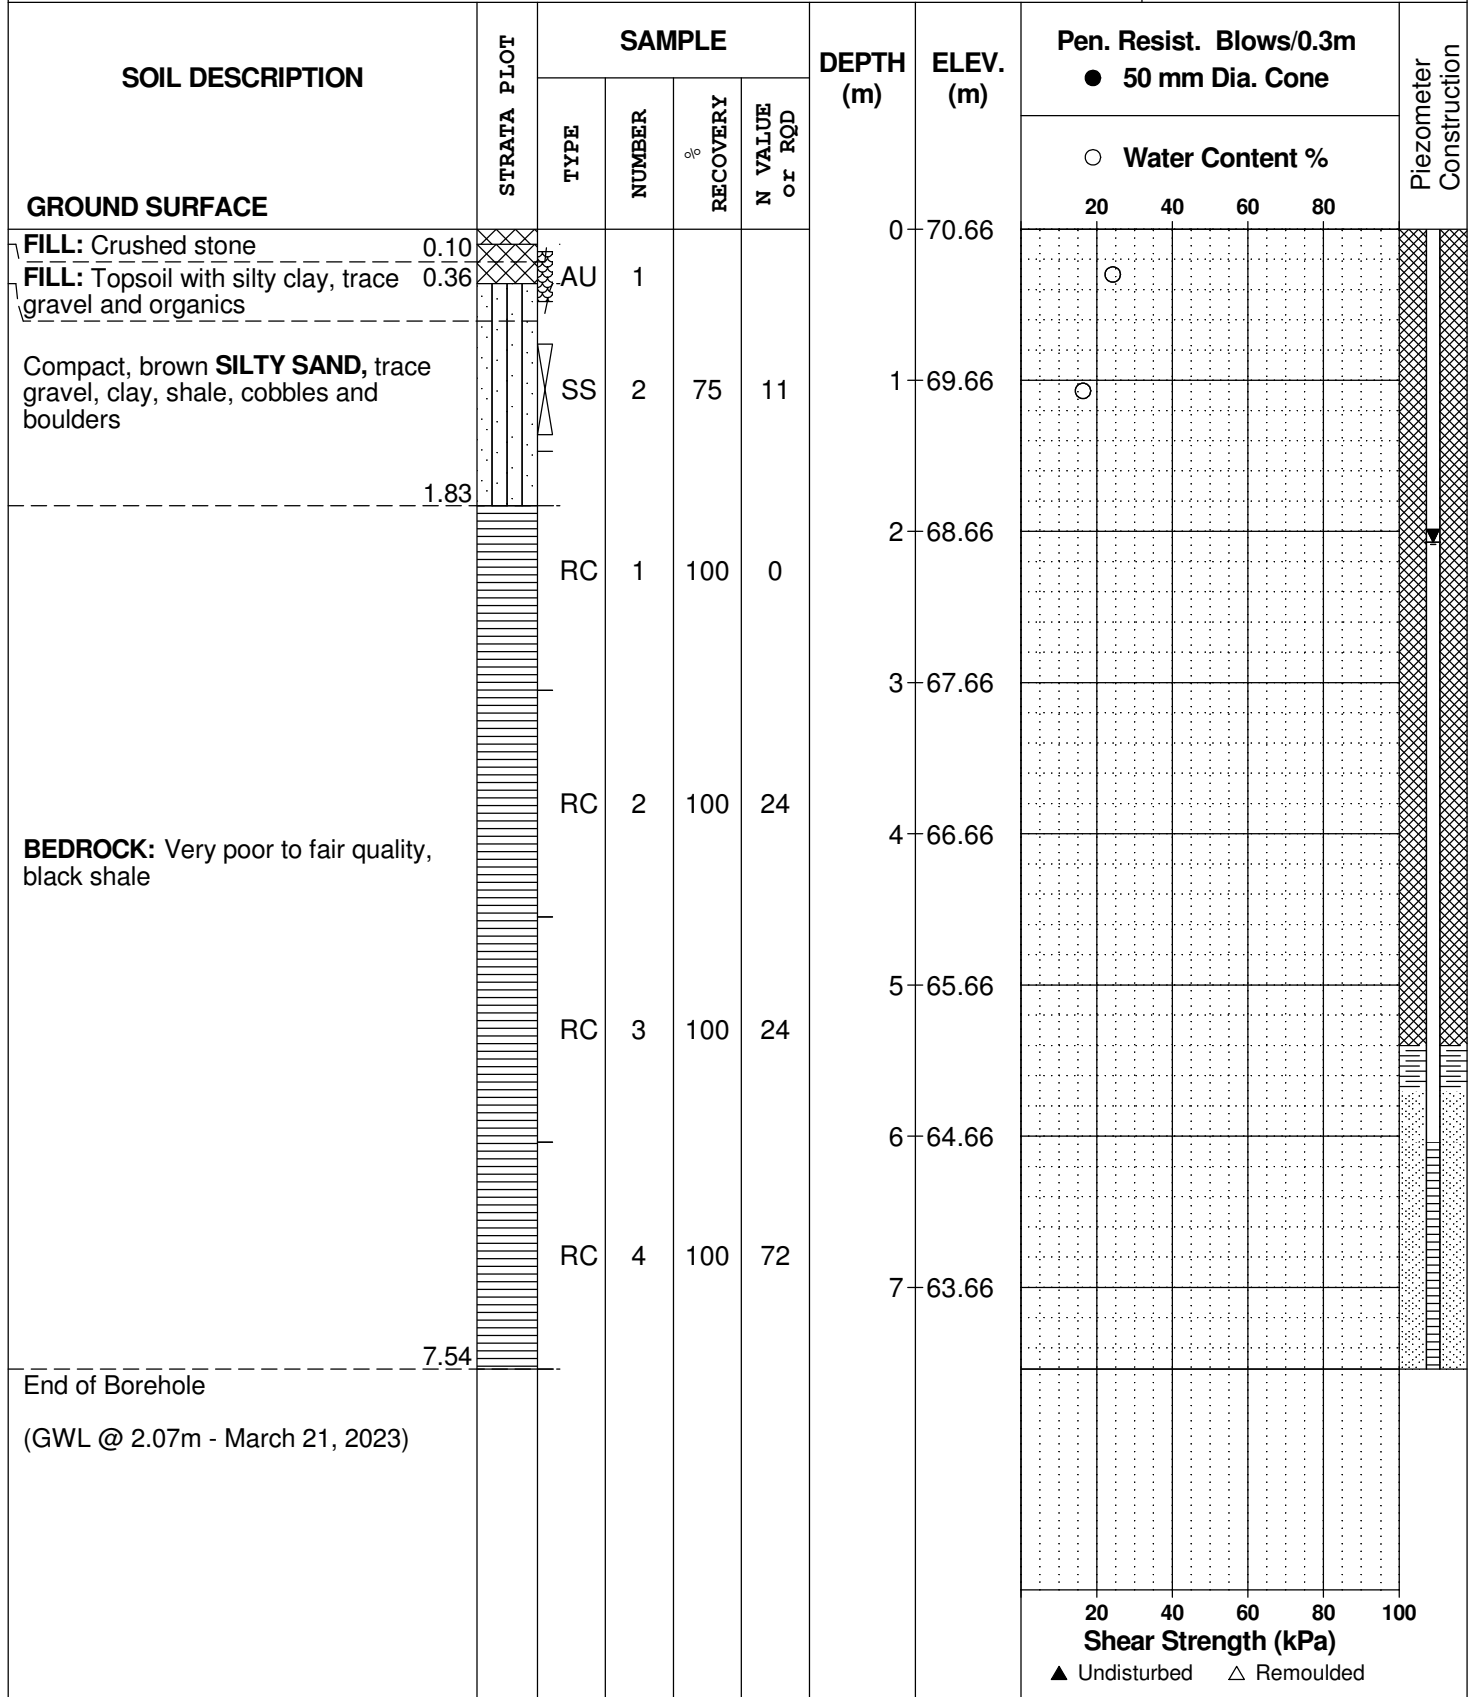 SOIL DESCRIPTION
GROUND SURFACE
STRATA PLOT
SAMPLE
TYPE
NUMBER
%
RECOVERY
N VALUE
or RQD
DEPTH
(m)
ELEV.
(m)
Pen. Resist. Blows/0.3m
● 50 mm Dia. Cone
○ Water Content %
20 40 60 80
Piezometer
Construction
0 70.66
FILL: Crushed stone 0.10
FILL: Topsoil with silty clay, trace 0.36
gravel and organics
AU 1
Compact, brown SILTY SAND, trace
gravel, clay, shale, cobbles and
boulders
SS 2 75 11
1 69.66
1.83
2 68.66
RC 1 100 0
3 67.66
RC 2 100 24
4 66.66
BEDROCK: Very poor to fair quality,
black shale
5 65.66
RC 3 100 24
6 64.66
RC 4 100 72
7 63.66
7.54
End of Borehole
(GWL @ 2.07m - March 21, 2023)
20 40 60 80 100
Shear Strength (kPa)
▲ Undisturbed △ Remoulded